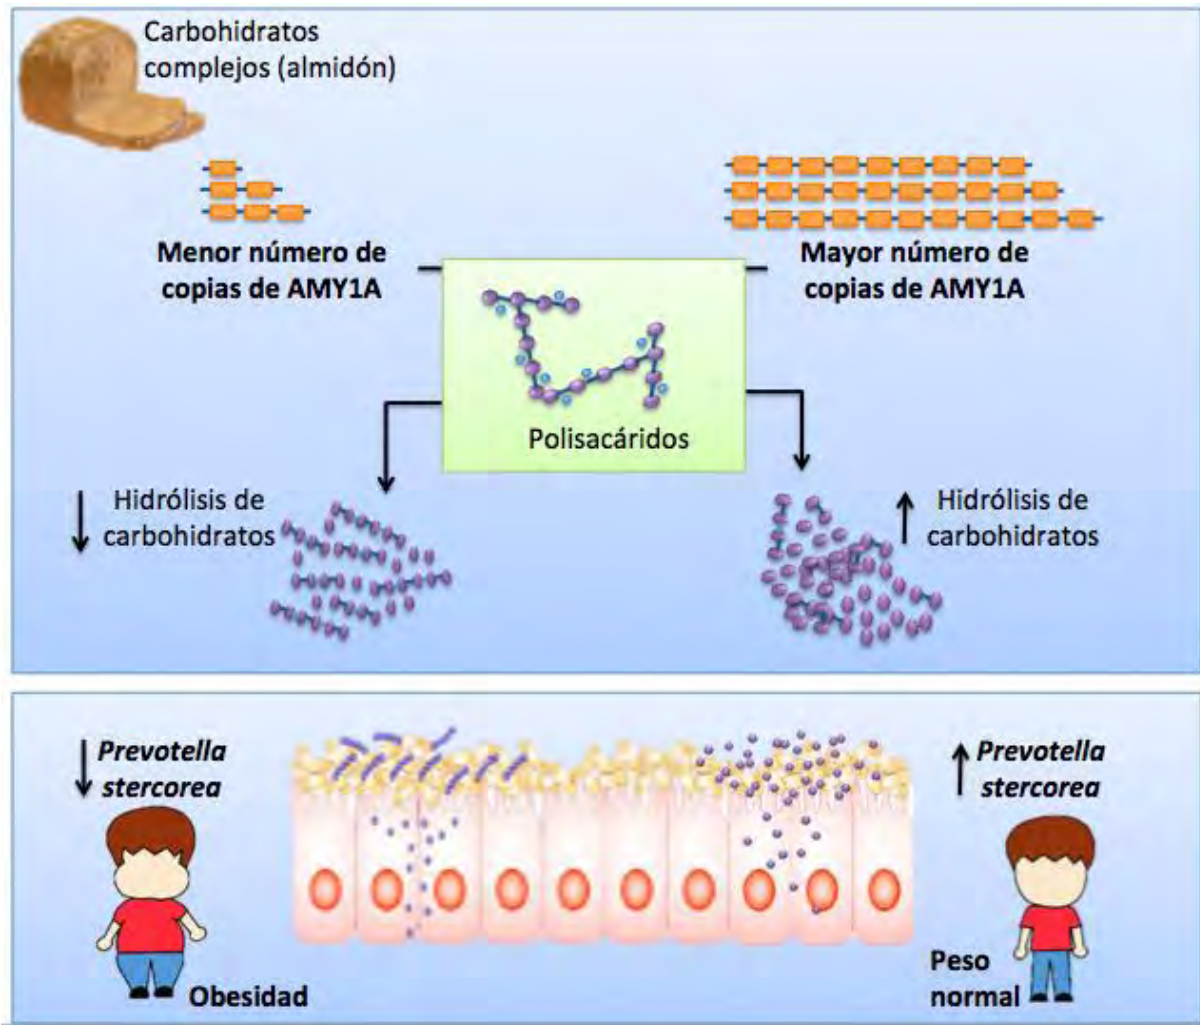 Carbohidratos
complejos (almidón)
Menor número de
copias de AMY1A
Mayor número de
copias de AMY1A
Polisacáridos
Hidrólisis de
carbohidratos
Hidrólisis de
carbohidratos
Prevotella
stercorea
Prevotella
stercorea
Obesidad
Peso
normal